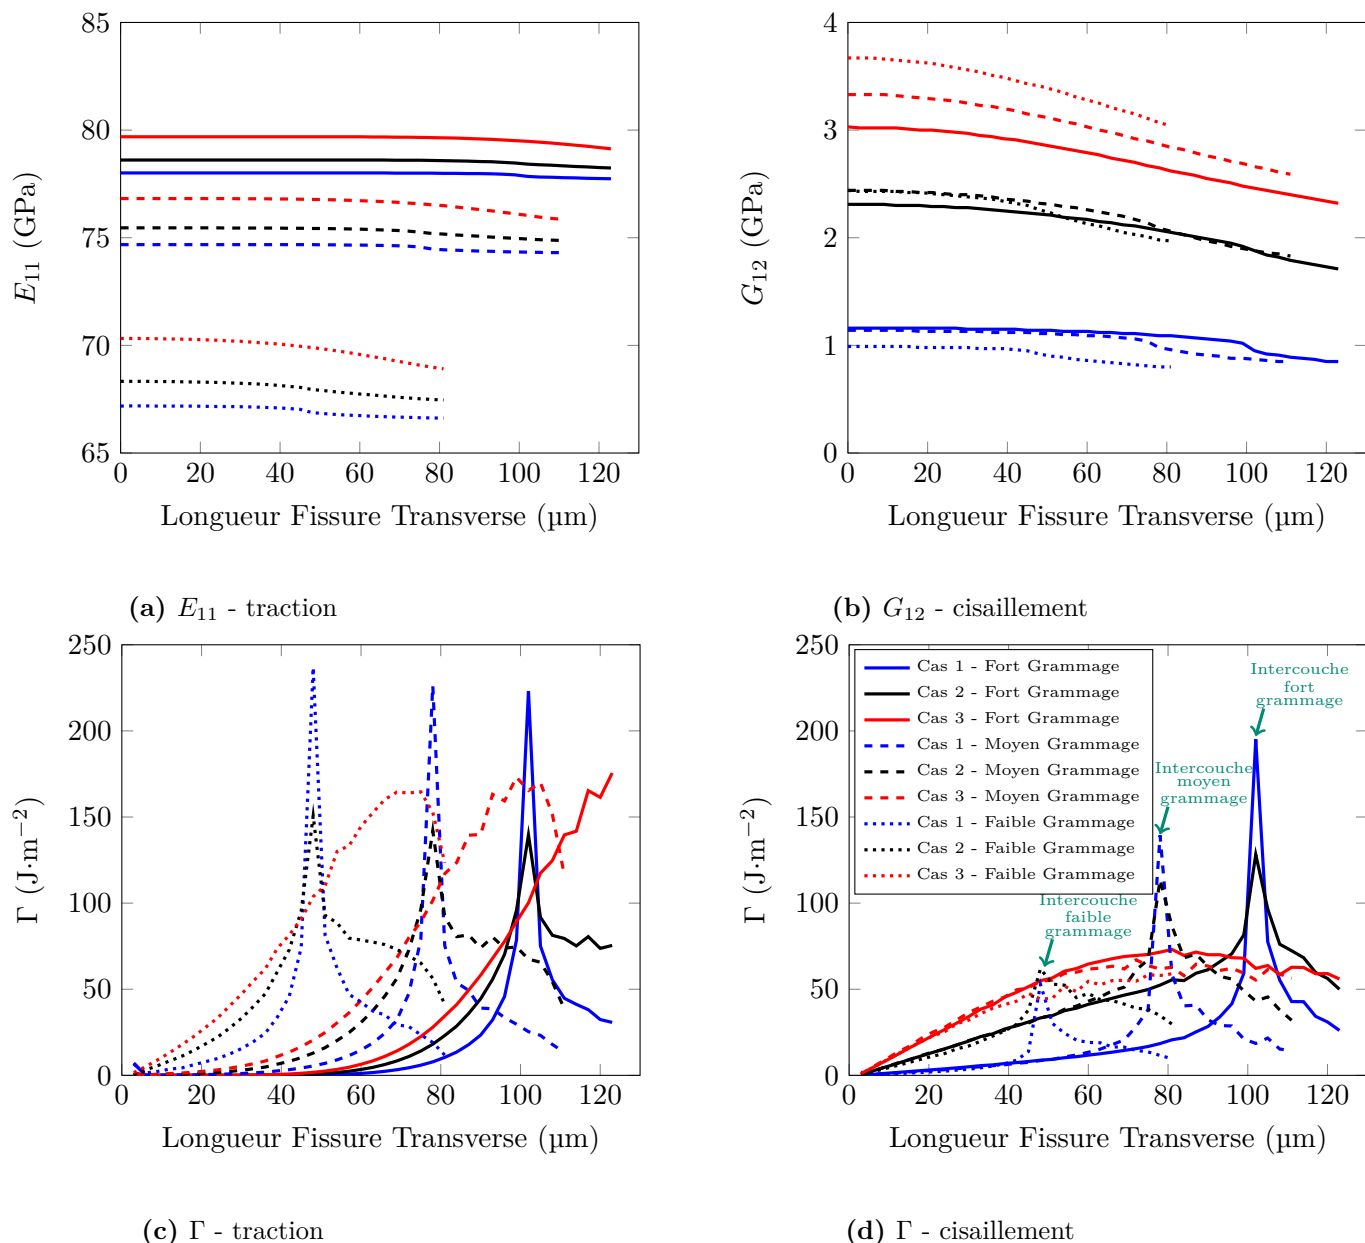 85
80
75
70
65
0 20 40 60 80 100 120
E₁₁ (GPa)
Longueur Fissure Transverse (µm)
(a) E₁₁ - traction
4
3
2
1
0
0 20 40 60 80 100 120
G₁₂ (GPa)
Longueur Fissure Transverse (µm)
(b) G₁₂ - cisaillement
250
200
150
100
50
0
0 20 40 60 80 100 120
Γ (J·m⁻²)
Longueur Fissure Transverse (µm)
(c) Γ - traction
250
200
150
100
50
0
0 20 40 60 80 100 120
Γ (J·m⁻²)
Cas 1 - Fort Grammage
Cas 2 - Fort Grammage
Cas 3 - Fort Grammage
Cas 1 - Moyen Grammage
Cas 2 - Moyen Grammage
Cas 3 - Moyen Grammage
Cas 1 - Faible Grammage
Cas 2 - Faible Grammage
Cas 3 - Faible Grammage
Intercouche
fort
grammage
Intercouche
moyen
grammage
Intercouche
faible
grammage
Longueur Fissure Transverse (µm)
(d) Γ - cisaillement